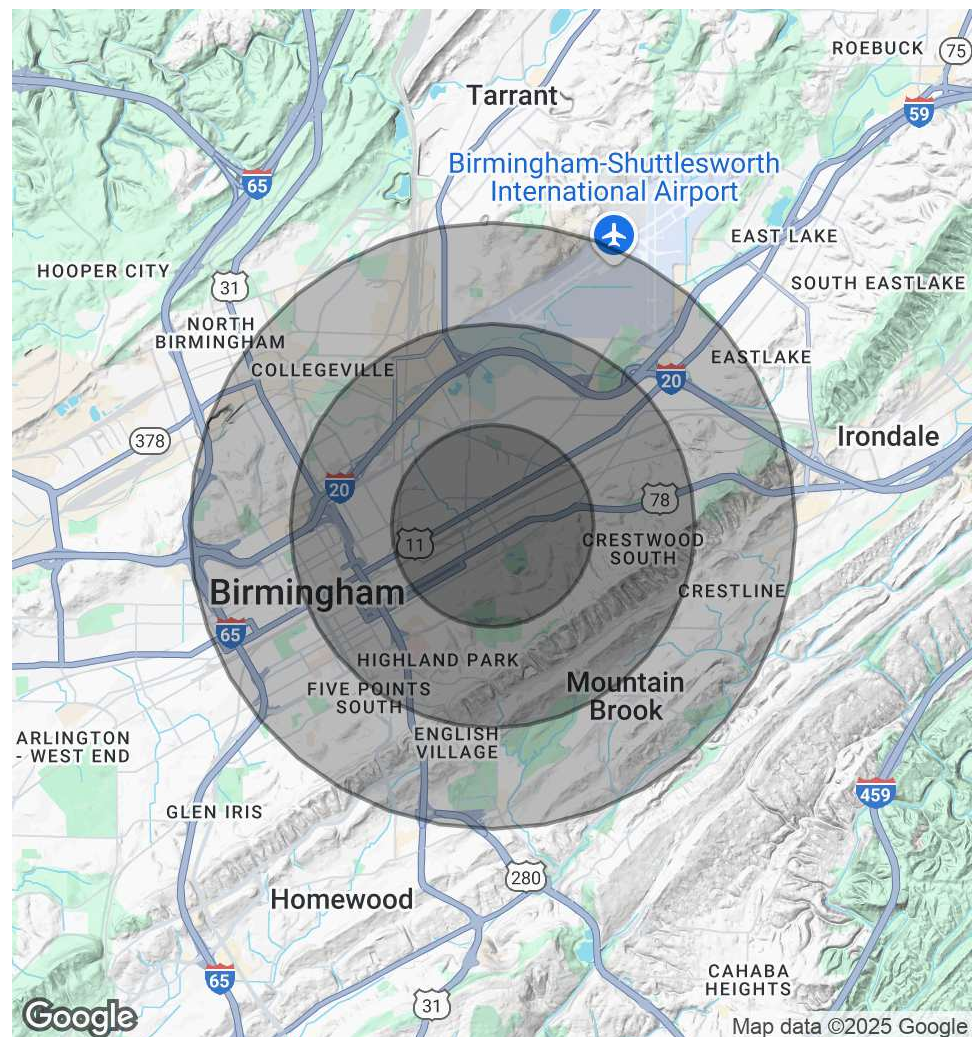 ROEBUCK
75
Tarrant
59
Birmingham-Shuttlesworth
International Airport
65
EAST LAKE
HOOPER CITY
31
SOUTH EASTLAKE
NORTH
BIRMINGHAM
COLLEGEVILLE
EASTLAKE
20
378
Irondale
20
78
11
CRESTWOOD
SOUTH
Birmingham
CRESTLINE
65
HIGHLAND PARK
FIVE POINTS
SOUTH
Mountain
Brook
ENGLISH
VILLAGE
ARLINGTON
- WEST END
459
GLEN IRIS
280
Homewood
65
CAHABA
HEIGHTS
31
Google
Map data ©2025 Google